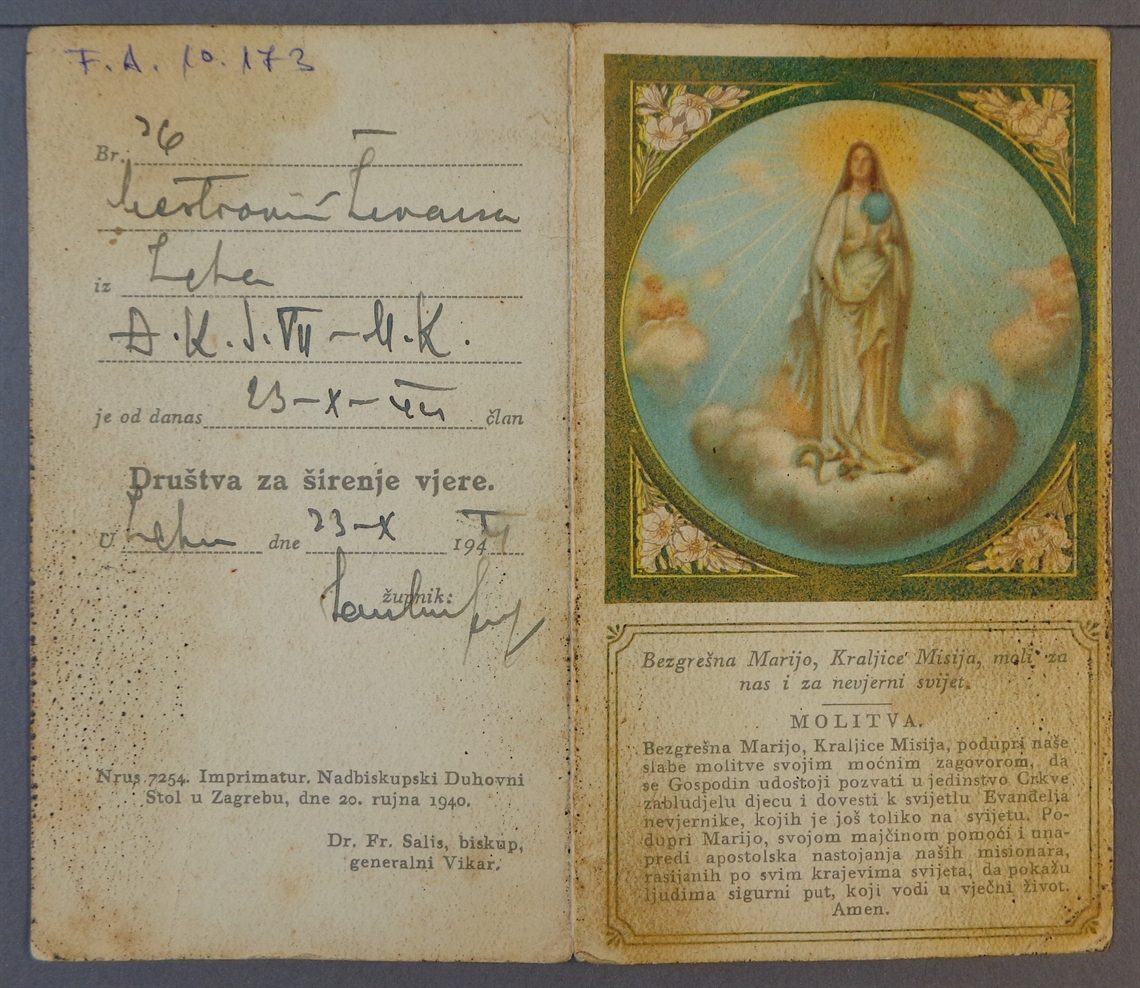 F. A. 10. 173
Br. 26
iz
je od danas 23-X- član
Društva za širenje vjere.
U dne 23-X 194
župnik:
Nrus 7254. Imprimatur. Nadbiskupski Duhovni
Stol u Zagrebu, dne 20. rujna 1940.
Dr. Fr. Salis, biskup,
generalni Vikar.
Bezgrešna Marijo, Kraljice Misija, moli za
nas i za nevjerni svijet.
MOLITVA.
Bezgrešna Marijo, Kraljice Misija, podupri naše
slabe molitve svojim moćnim zagovorom, da
se Gospodin udostoji pozvati u jedinstvo Crkve
zabludjelu djecu i dovesti k svijetlu Evanđelja
nevjernike, kojih je još toliko na svijetu. Po-
dupri Marijo, svojom majčinom pomoći i una-
predi apostolska nastojanja naših misionara,
rasijanih po svim krajevima svijeta, da pokažu
ljudima sigurni put, koji vodi u vječni život.
Amen.